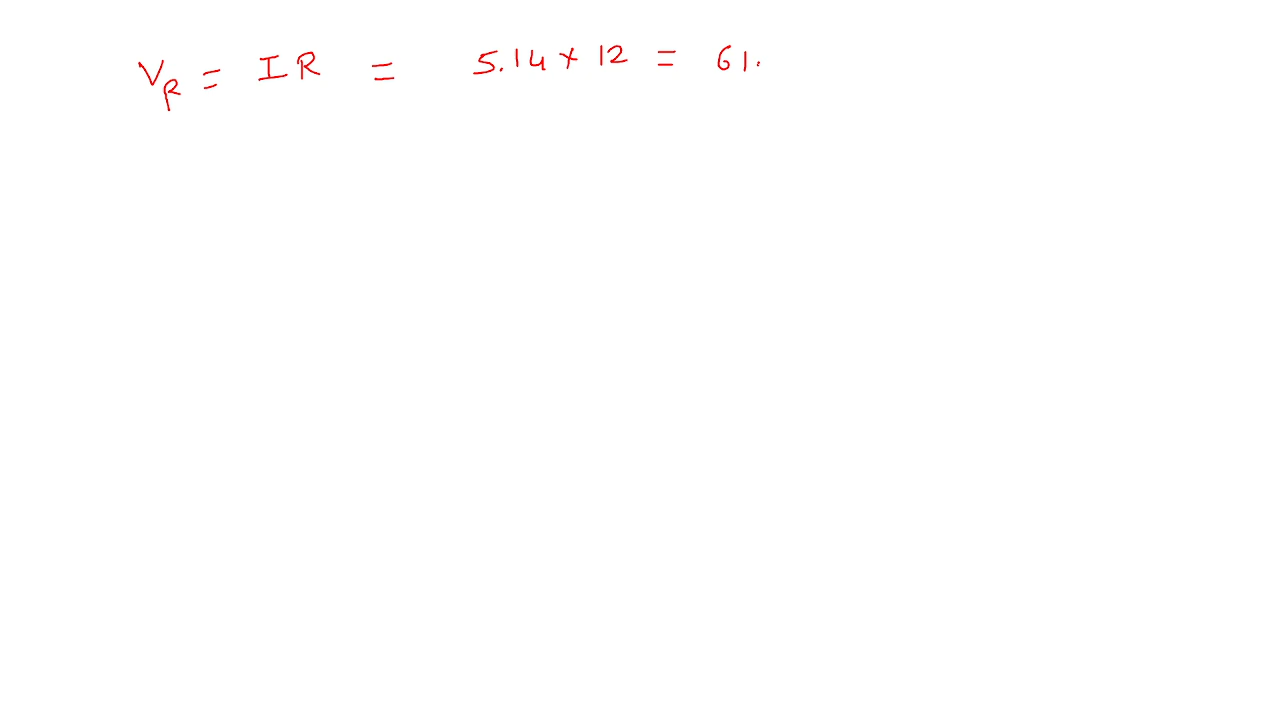 V_R = IR = 5.14 × 12 = 61.